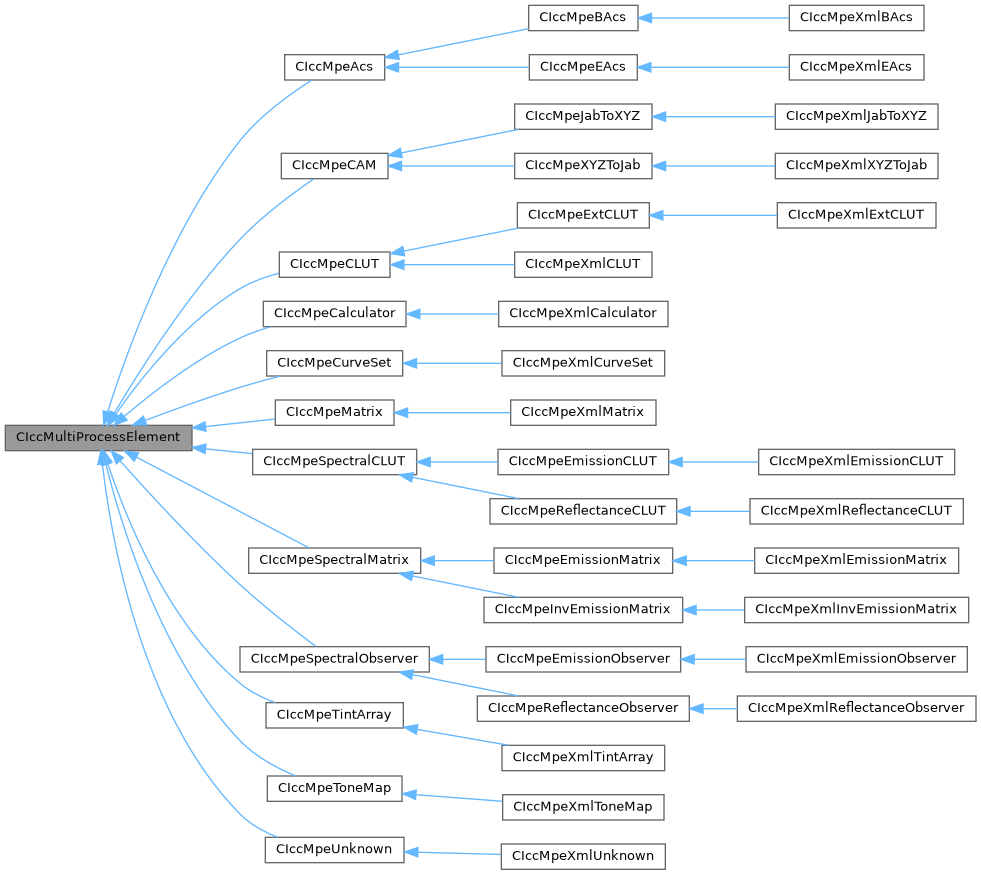 CIccMpeBAcs
CIccMpeXmlBAcs
CIccMpeAcs
CIccMpeEAcs
CIccMpeXmlEAcs
CIccMpeJabToXYZ
CIccMpeXmlJabToXYZ
CIccMpeCAM
CIccMpeXYZToJab
CIccMpeXmlXYZToJab
CIccMpeExtCLUT
CIccMpeXmlExtCLUT
CIccMpeCLUT
CIccMpeXmlCLUT
CIccMpeCalculator
CIccMpeXmlCalculator
CIccMpeCurveSet
CIccMpeXmlCurveSet
CIccMpeMatrix
CIccMpeXmlMatrix
CIccMultiProcessElement
CIccMpeSpectralCLUT
CIccMpeEmissionCLUT
CIccMpeXmlEmissionCLUT
CIccMpeReflectanceCLUT
CIccMpeXmlReflectanceCLUT
CIccMpeSpectralMatrix
CIccMpeEmissionMatrix
CIccMpeXmlEmissionMatrix
CIccMpeInvEmissionMatrix
CIccMpeXmlInvEmissionMatrix
CIccMpeSpectralObserver
CIccMpeEmissionObserver
CIccMpeXmlEmissionObserver
CIccMpeReflectanceObserver
CIccMpeXmlReflectanceObserver
CIccMpeTintArray
CIccMpeXmlTintArray
CIccMpeToneMap
CIccMpeXmlToneMap
CIccMpeUnknown
CIccMpeXmlUnknown